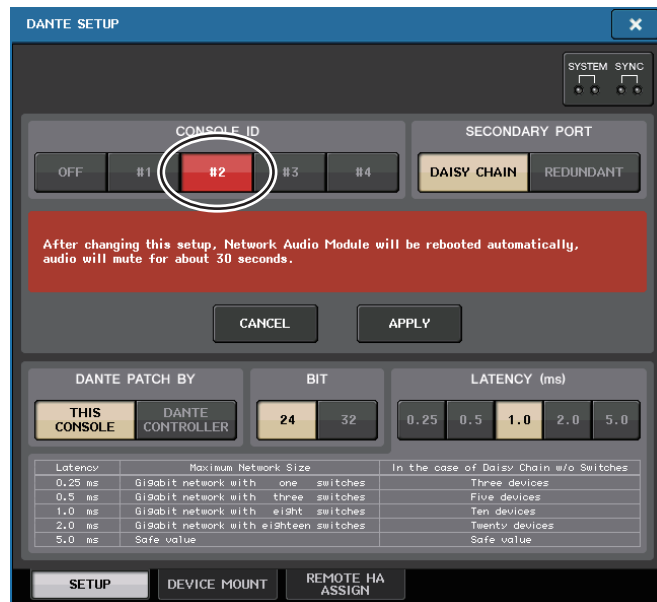 DANTE SETUP
SYSTEM SYNC
CONSOLE ID
SECONDARY PORT
OFF #1 #2 #3 #4 DAISY CHAIN REDUNDANT
After changing this setup, Network Audio Module will be rebooted automatically,
audio will mute for about 30 seconds.
CANCEL APPLY
DANTE PATCH BY
BIT
LATENCY (ms)
THIS
CONSOLE
DANTE
CONTROLLER
24 32
0.25 0.5 1.0 2.0 5.0
Latency Maximum Network Size In the case of Daisy Chain w/o Switches
0.25 ms Gigabit network with one switches Three devices
0.5 ms Gigabit network with three switches Five devices
1.0 ms Gigabit network with eight switches Ten devices
2.0 ms Gigabit network with eighteen switches Twenty devices
5.0 ms Safe value Safe value
SETUP
DEVICE MOUNT
REMOTE HA
ASSIGN